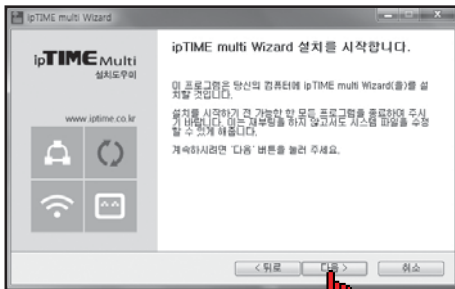 ipTIME multi Wizard
ipTIME Multi
설치도우미
www.iptime.co.kr
ipTIME multi Wizard 설치를 시작합니다.
이 프로그램은 당신의 컴퓨터에 ipTIME multi Wizard(을)를 설
치할 것입니다.
설치를 시작하기 전 가능한 한 모든 프로그램을 종료하여 주시
기 바랍니다. 이는 재부팅을 하지 않고서도 시스템 파일을 수정
할 수 있게 해줍니다.
계속하시려면 '다음' 버튼을 눌러 주세요.
< 뒤로
다음 >
취소